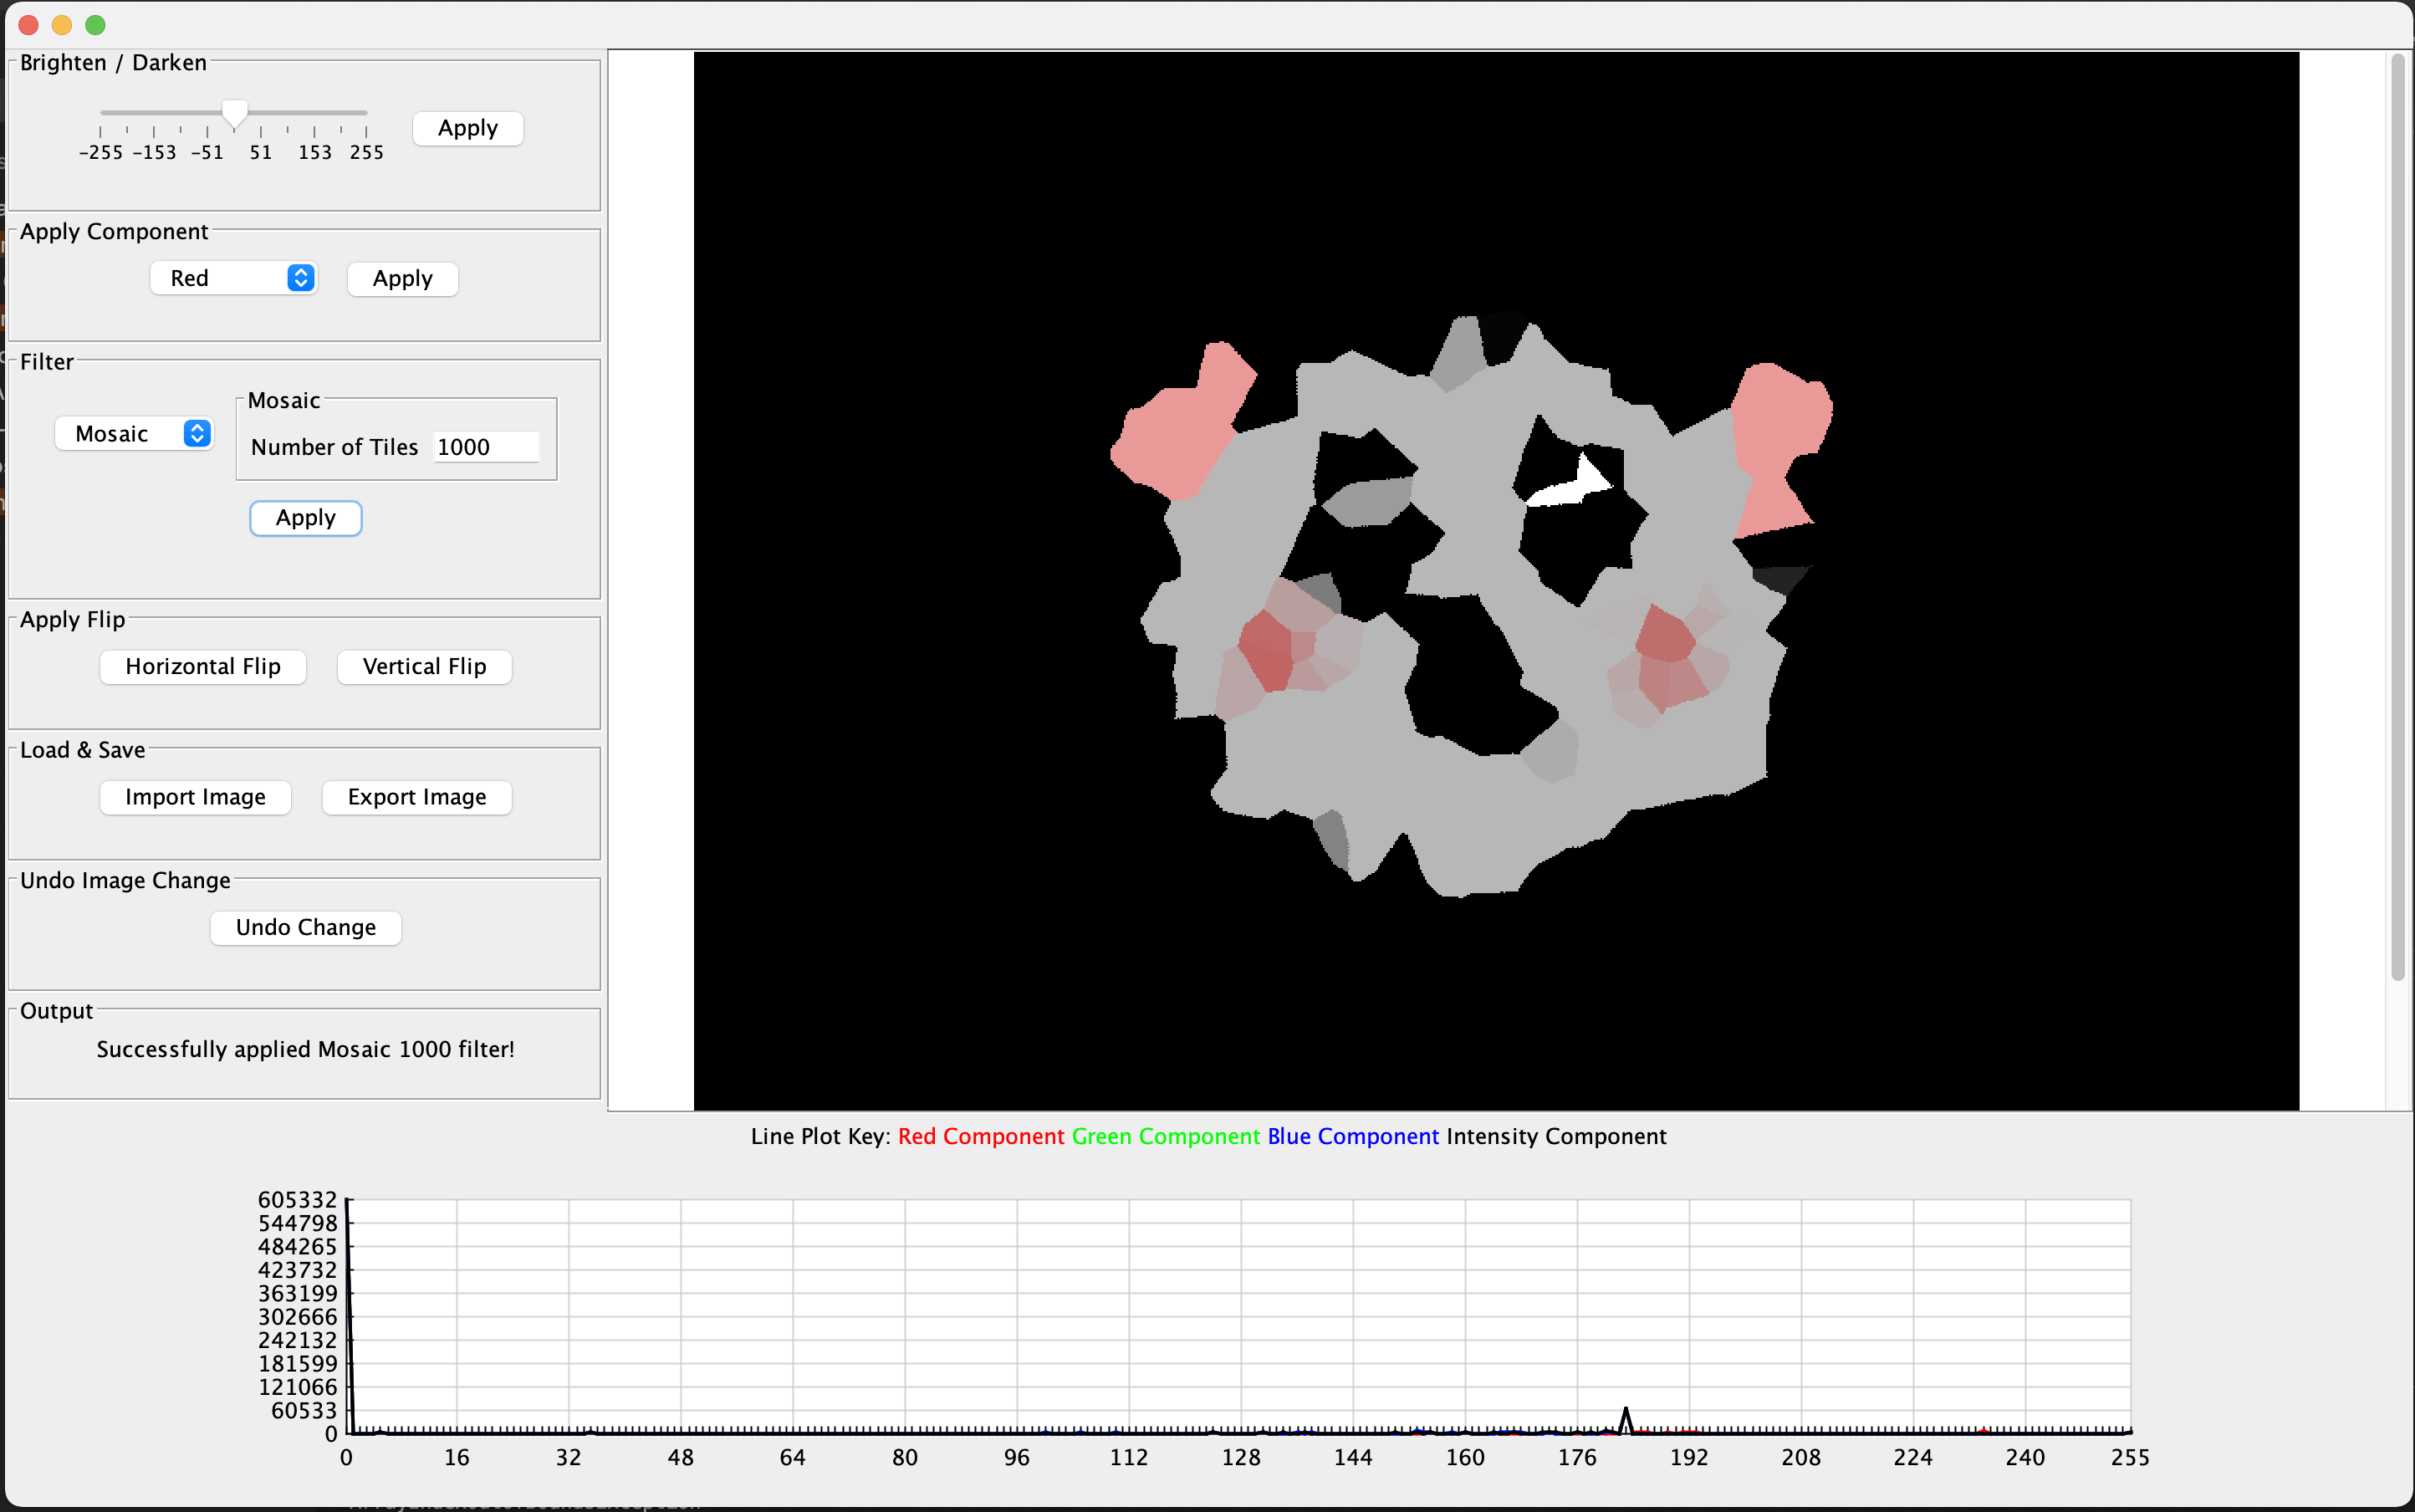 Brighten / Darken
-255 -153 -51 51 153 255
Apply
Apply Component
Red Apply
Filter
Mosaic
Mosaic
Number of Tiles 1000
Apply
Apply Flip
Horizontal Flip Vertical Flip
Load & Save
Import Image Export Image
Undo Image Change
Undo Change
Output
Successfully applied Mosaic 1000 filter!
Line Plot Key: Red Component Green Component Blue Component Intensity Component
605332
544798
484265
423732
363199
302666
242132
181599
121066
60533
0
0 16 32 48 64 80 96 112 128 144 160 176 192 208 224 240 255